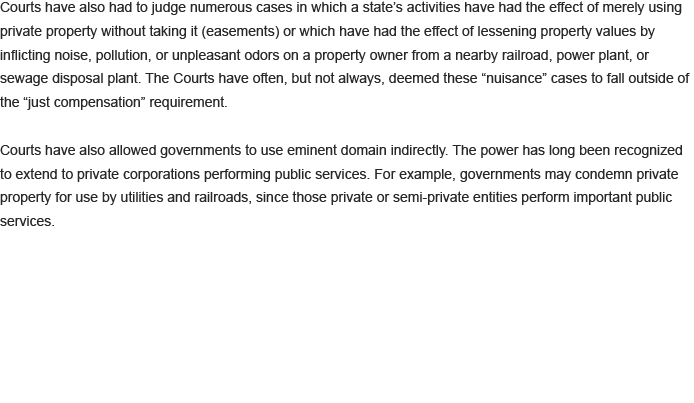 Courts have also had to judge numerous cases in which a state’s activities have had the effect of merely using
private property without taking it (easements) or which have had the effect of lessening property values by
inflicting noise, pollution, or unpleasant odors on a property owner from a nearby railroad, power plant, or
sewage disposal plant. The Courts have often, but not always, deemed these “nuisance” cases to fall outside of
the “just compensation” requirement.
Courts have also allowed governments to use eminent domain indirectly. The power has long been recognized
to extend to private corporations performing public services. For example, governments may condemn private
property for use by utilities and railroads, since those private or semi-private entities perform important public
services.